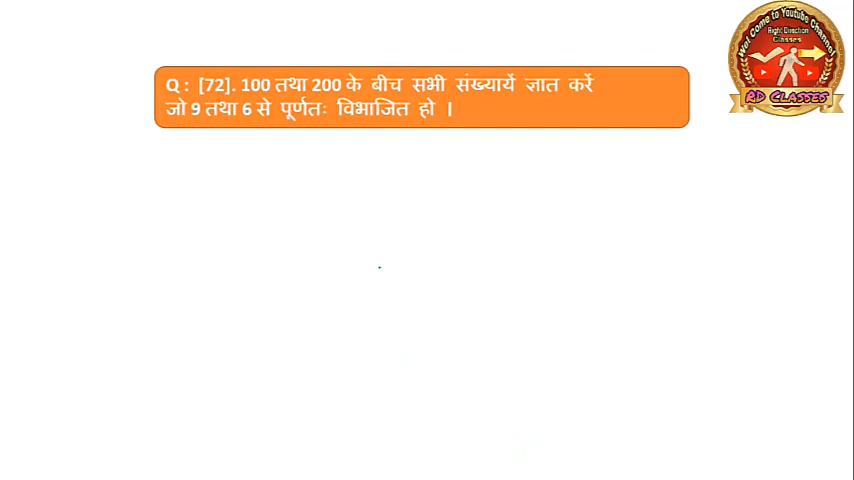 Wel Come to Youtube Channel
Right Direction
Classes
RD CLASSES
Q : [72]. 100 तथा 200 के बीच सभी संख्यायें ज्ञात करें
जो 9 तथा 6 से पूर्णतः विभाजित हो ।